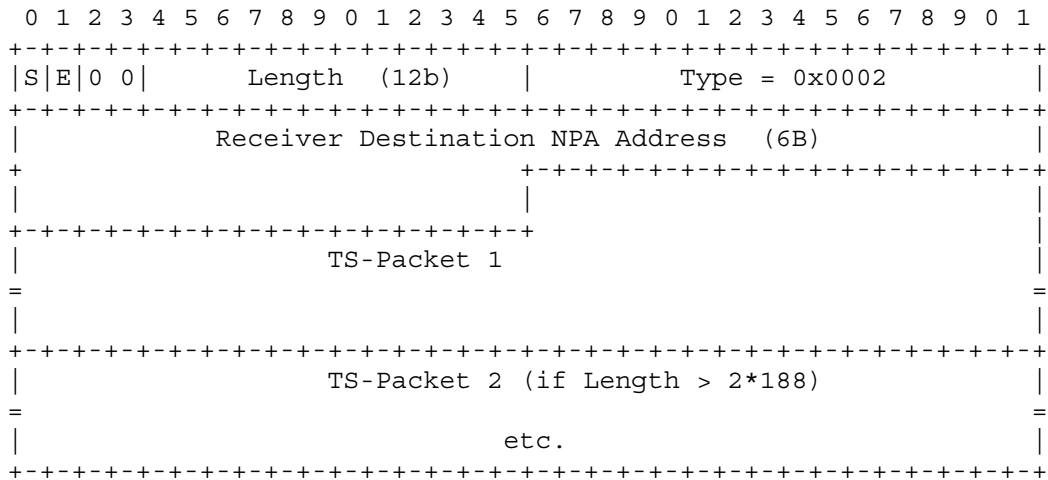 0 1 2 3 4 5 6 7 8 9 0 1 2 3 4 5 6 7 8 9 0 1 2 3 4 5 6 7 8 9 0 1
+-+-+-+-+-+-+-+-+-+-+-+-+-+-+-+-+-+-+-+-+-+-+-+-+-+-+-+-+-+-+-+-+
|S|E|0 0|      Length  (12b)    |         Type = 0x0002         |
+-+-+-+-+-+-+-+-+-+-+-+-+-+-+-+-+-+-+-+-+-+-+-+-+-+-+-+-+-+-+-+-+
|            Receiver Destination NPA Address  (6B)             |
+                               +-+-+-+-+-+-+-+-+-+-+-+-+-+-+-+-+
|                               |                               |
+-+-+-+-+-+-+-+-+-+-+-+-+-+-+-+-+                               |
|                   TS-Packet 1                                 |
=                                                               =
|                                                               |
+-+-+-+-+-+-+-+-+-+-+-+-+-+-+-+-+-+-+-+-+-+-+-+-+-+-+-+-+-+-+-+-+
|                   TS-Packet 2 (if Length > 2*188)             |
=                                                               =
|                              etc.                             |
+-+-+-+-+-+-+-+-+-+-+-+-+-+-+-+-+-+-+-+-+-+-+-+-+-+-+-+-+-+-+-+-+